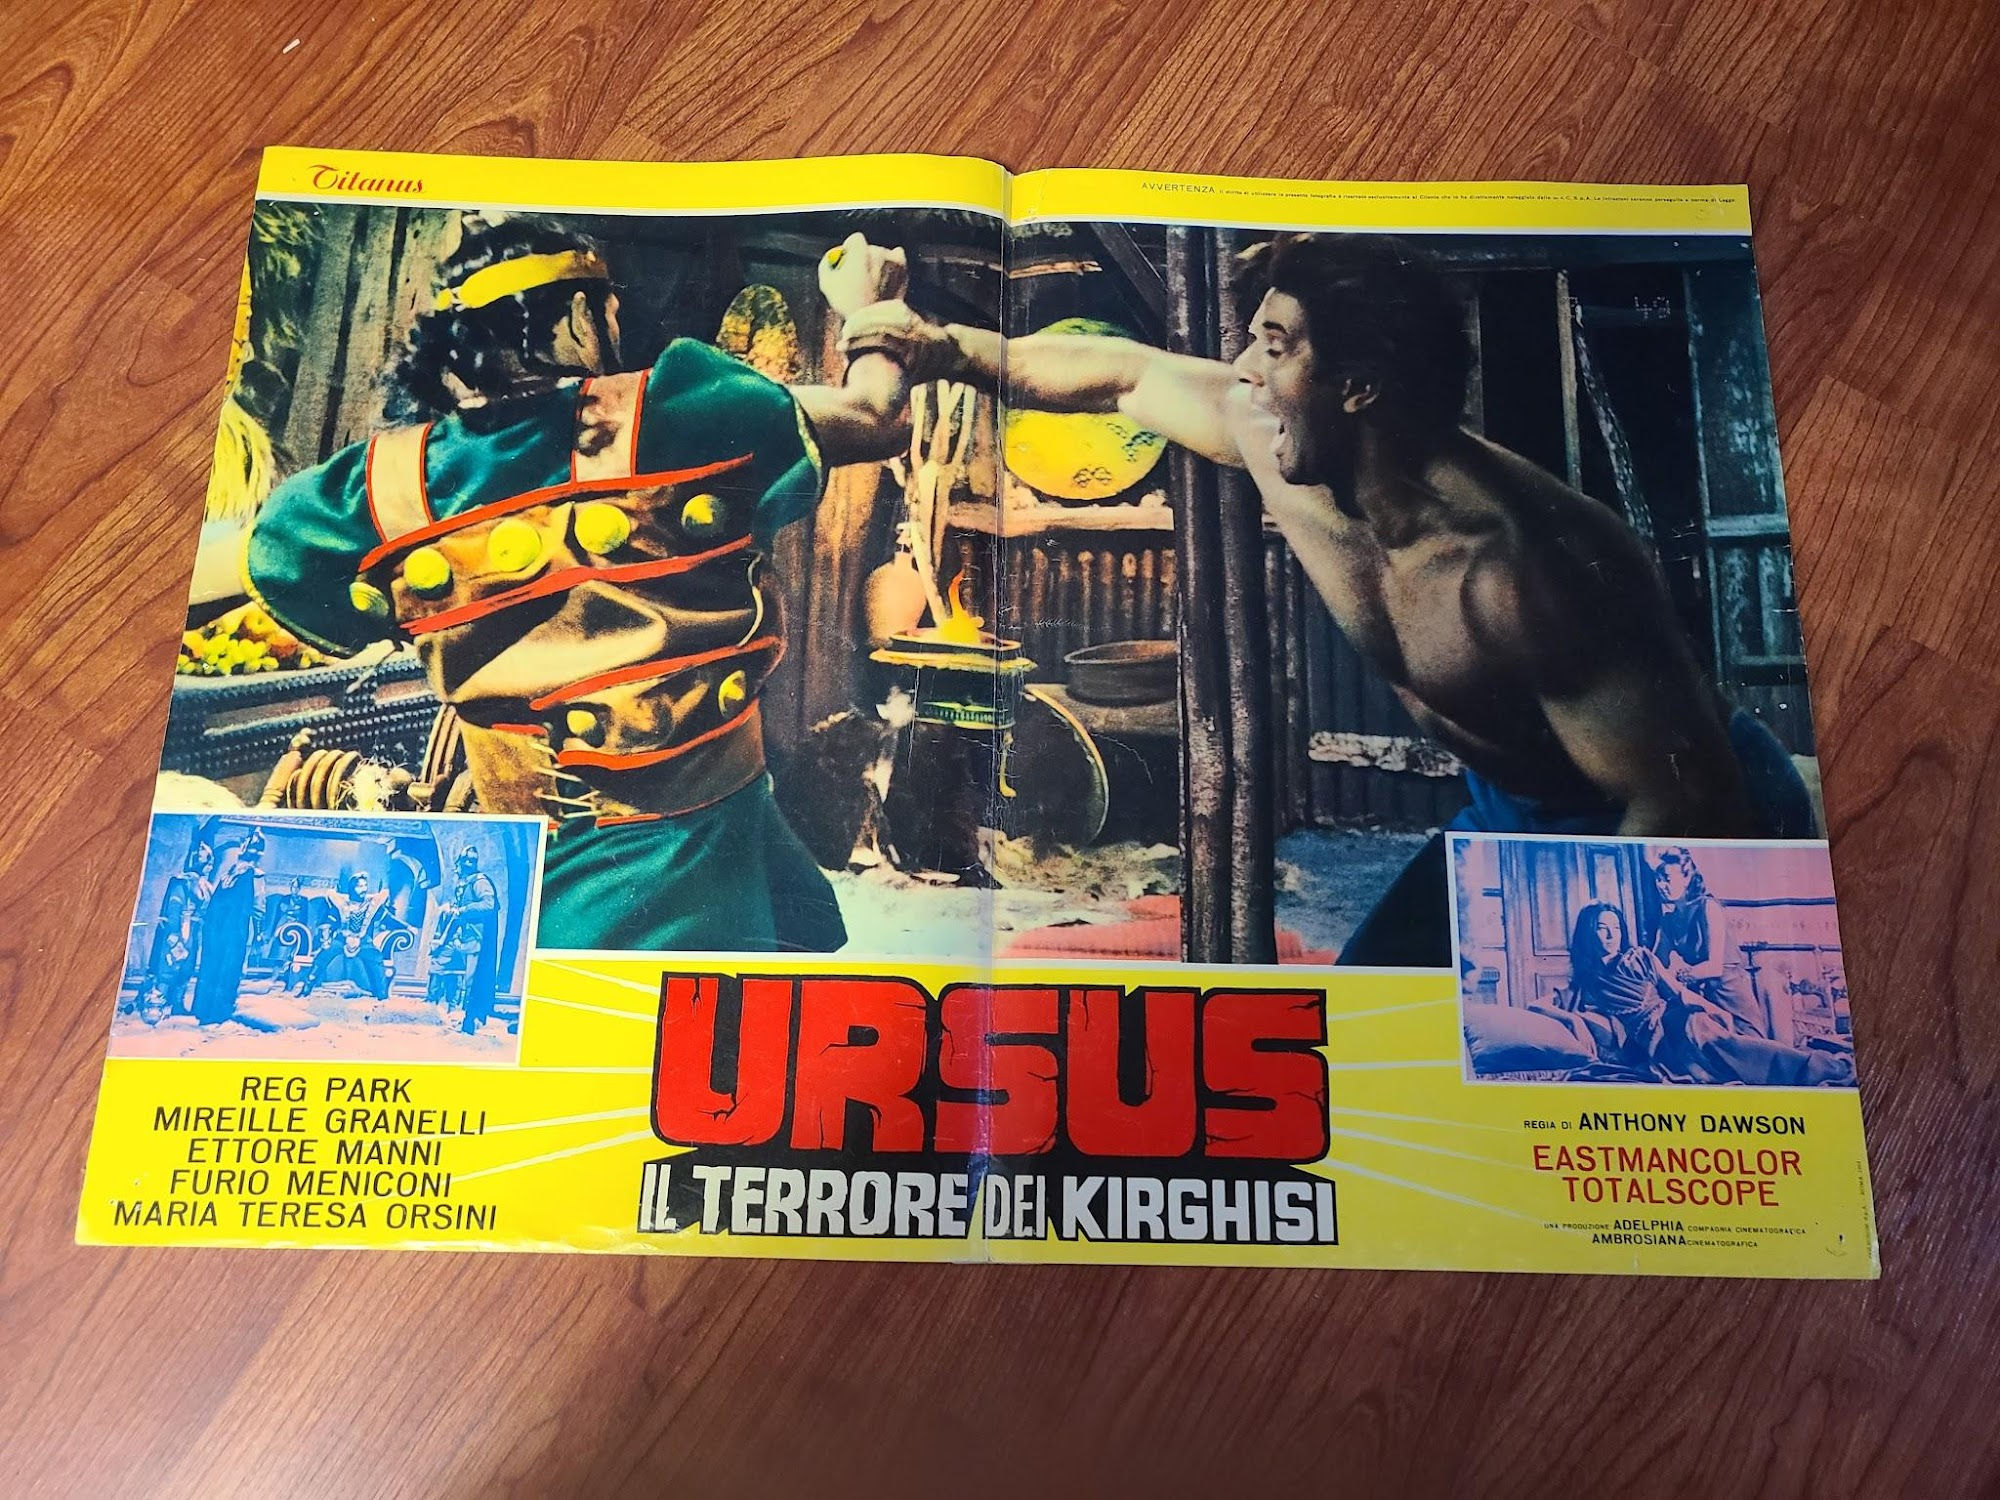 Titanus
AVVERTENZA
URSUS
IL TERRORE DEI KIRGHISI
REG PARK
MIREILLE GRANELLI
ETTORE MANNI
FURIO MENICONI
MARIA TERESA ORSINI
REGIA DI ANTHONY DAWSON
EASTMANCOLOR
TOTALSCOPE
UNA PRODUZIONE ADELPHIA COMPAGNIA CINEMATOGRAFICA
AMBROSIANA CINEMATOGRAFICA